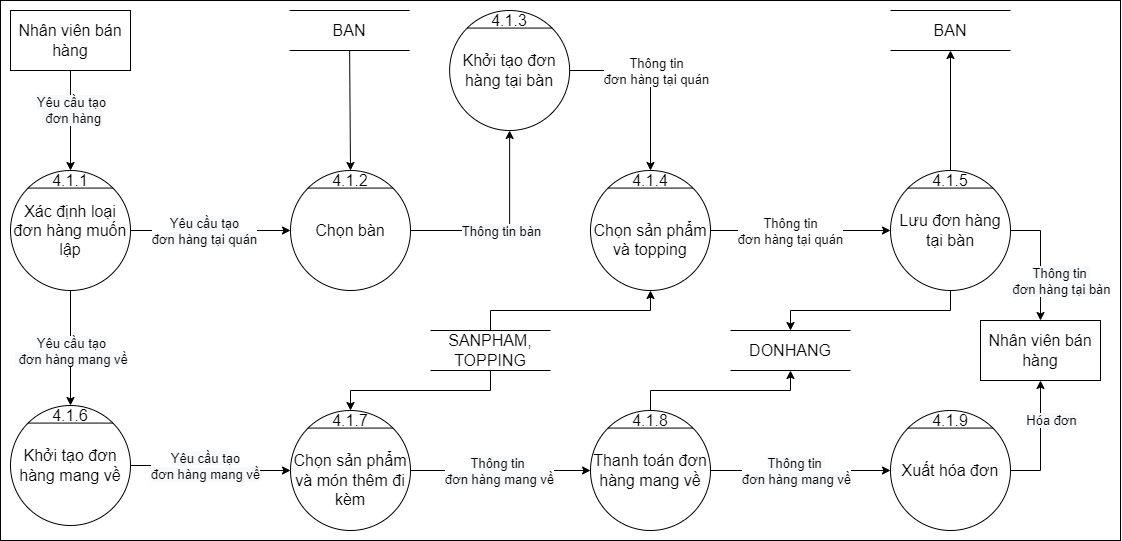 Nhân viên bán
hàng
BAN
4.1.3
Khởi tạo đơn
hàng tại bàn
Thông tin
đơn hàng tại quán
BAN
Yêu cầu tạo
đơn hàng
4.1.1
Xác định loại
đơn hàng muốn
lập
Yêu cầu tạo
đơn hàng tại quán
4.1.2
Chọn bàn
Thông tin bàn
4.1.4
Chọn sản phẩm
và topping
Thông tin
đơn hàng tại quán
4.1.5
Lưu đơn hàng
tại bàn
Thông tin
đơn hàng tại bàn
Yêu cầu tạo
đơn hàng mang về
SANPHAM,
TOPPING
DONHANG
Nhân viên bán
hàng
4.1.6
Khởi tạo đơn
hàng mang về
Yêu cầu tạo
đơn hàng mang về
4.1.7
Chọn sản phẩm
và món thêm đi
kèm
Thông tin
đơn hàng mang về
4.1.8
Thanh toán đơn
hàng mang về
Thông tin
đơn hàng mang về
4.1.9
Xuất hóa đơn
Hóa đơn